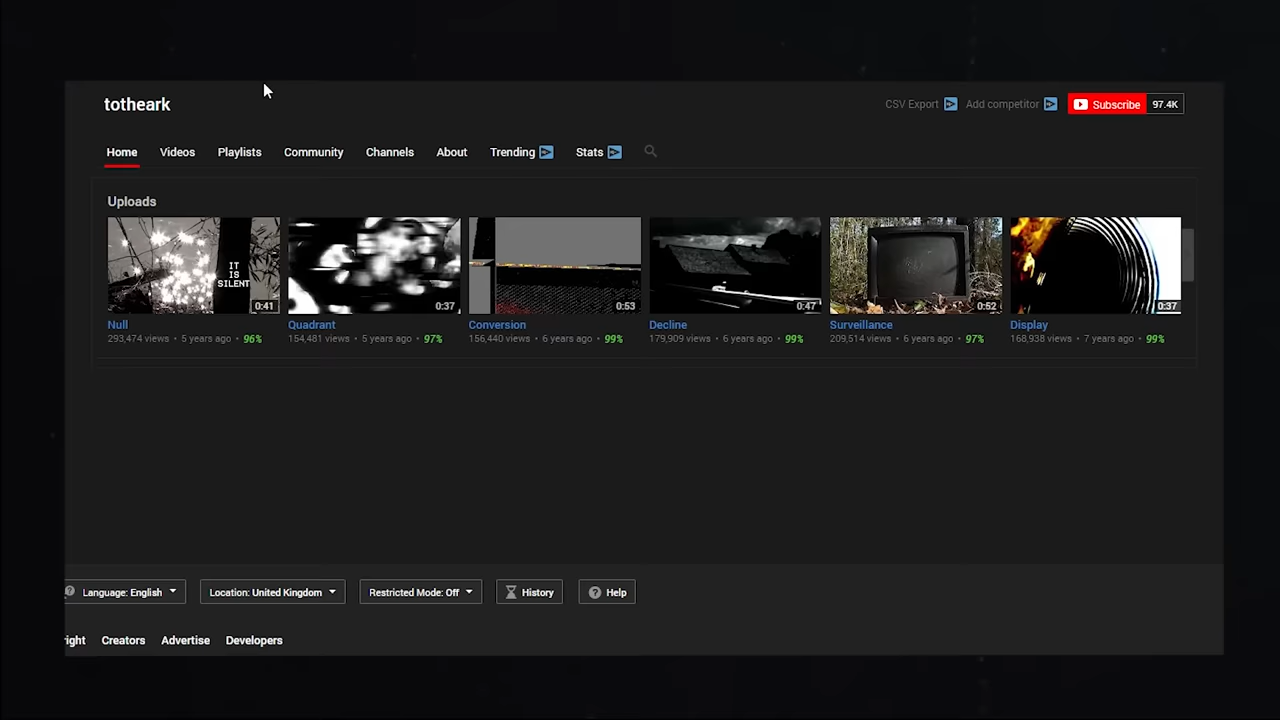 totheark
CSV Export Add competitor Subscribe 97.4K
Home Videos Playlists Community Channels About Trending Stats
Uploads
IT
IS
SILENT
0:41 0:37 0:53 0:47 0:52 0:37
Null Quadrant Conversion Decline Surveillance Display
293,474 views • 5 years ago • 96% 154,481 views • 5 years ago • 97% 156,440 views • 6 years ago • 99% 179,909 views • 6 years ago • 99% 209,514 views • 6 years ago • 97% 168,938 views • 7 years ago • 99%
Language: English Location: United Kingdom Restricted Mode: Off History Help
right Creators Advertise Developers